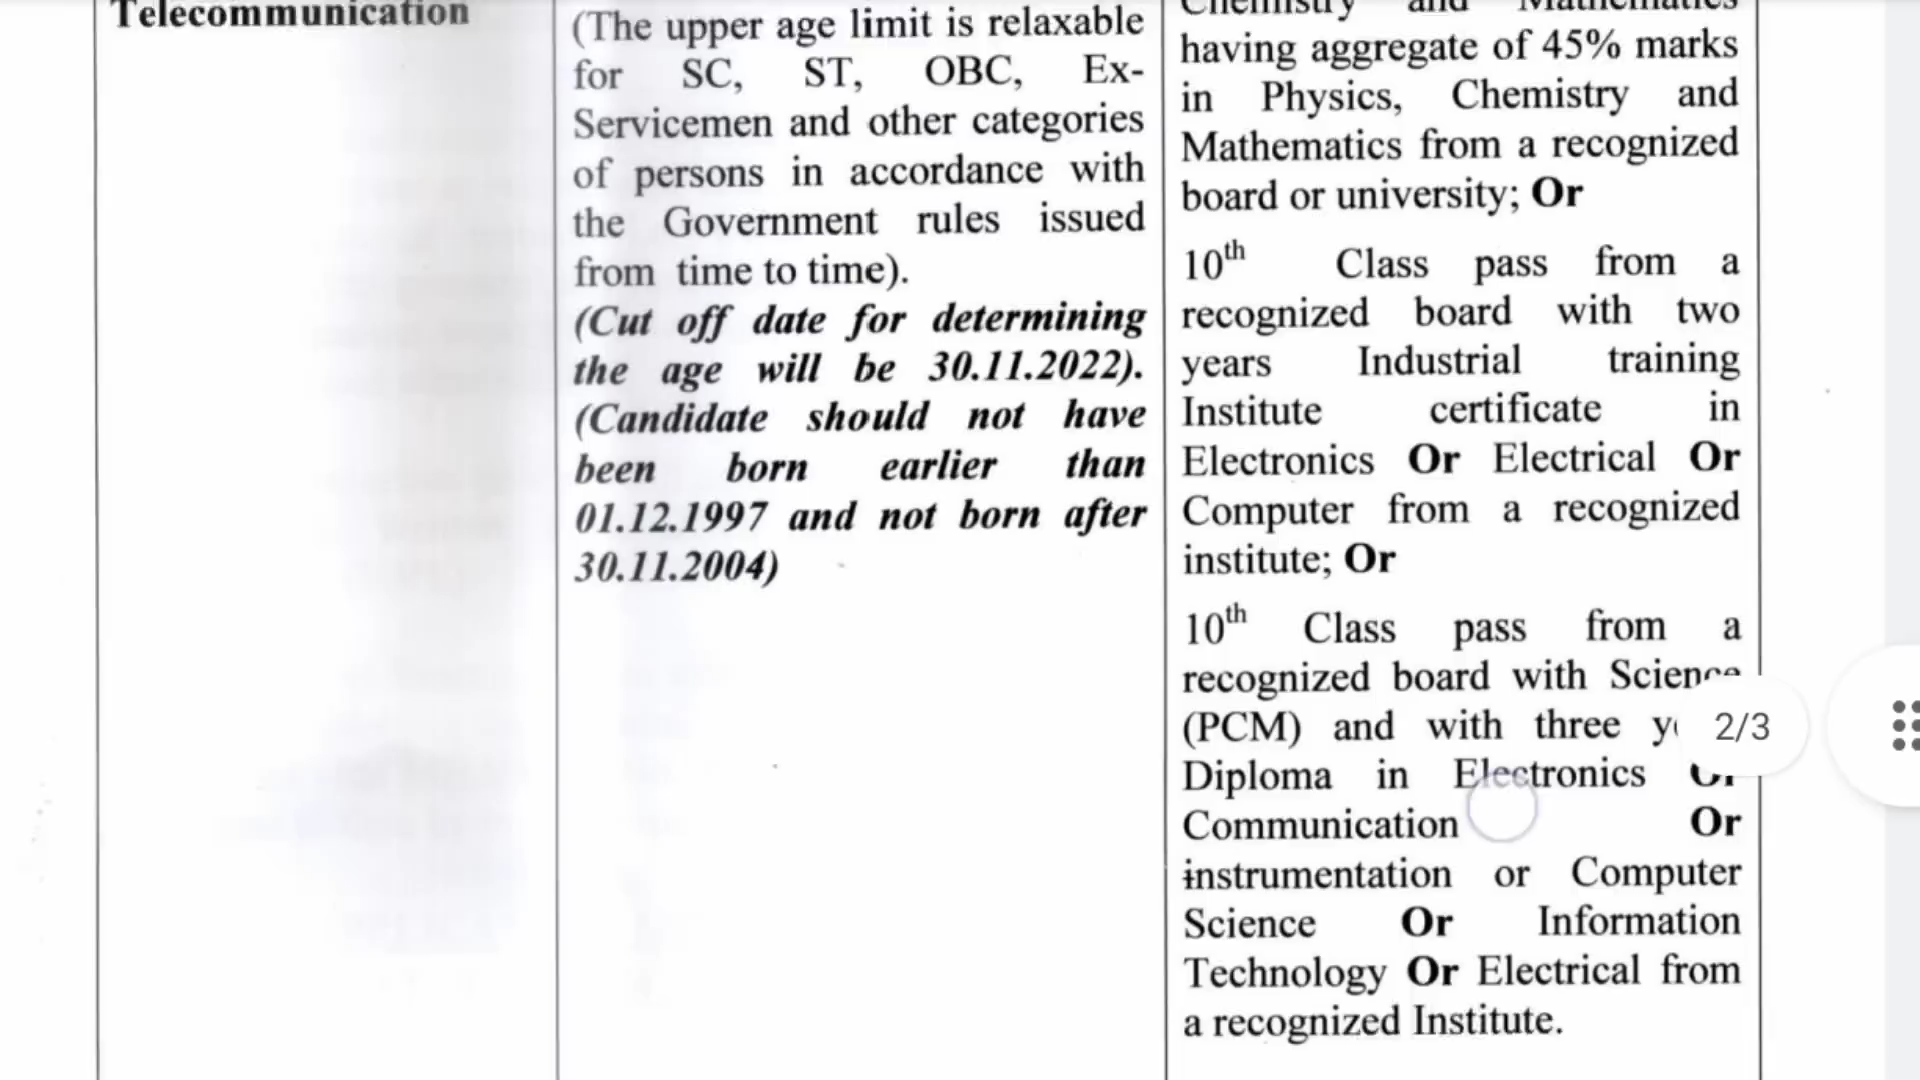 Telecommunication
(The upper age limit is relaxable
for SC, ST, OBC, Ex-
Servicemen and other categories
of persons in accordance with
the Government rules issued
from time to time).
(Cut off date for determining
the age will be 30.11.2022).
(Candidate should not have
been born earlier than
01.12.1997 and not born after
30.11.2004)
Chemistry and Mathematics
having aggregate of 45% marks
in Physics, Chemistry and
Mathematics from a recognized
board or university; Or
10th Class pass from a
recognized board with two
years Industrial training
Institute certificate in
Electronics Or Electrical Or
Computer from a recognized
institute; Or
10th Class pass from a
recognized board with Science
(PCM) and with three
Diploma in Electronics Or
Communication Or
instrumentation or Computer
Science Or Information
Technology Or Electrical from
a recognized Institute.
2/3